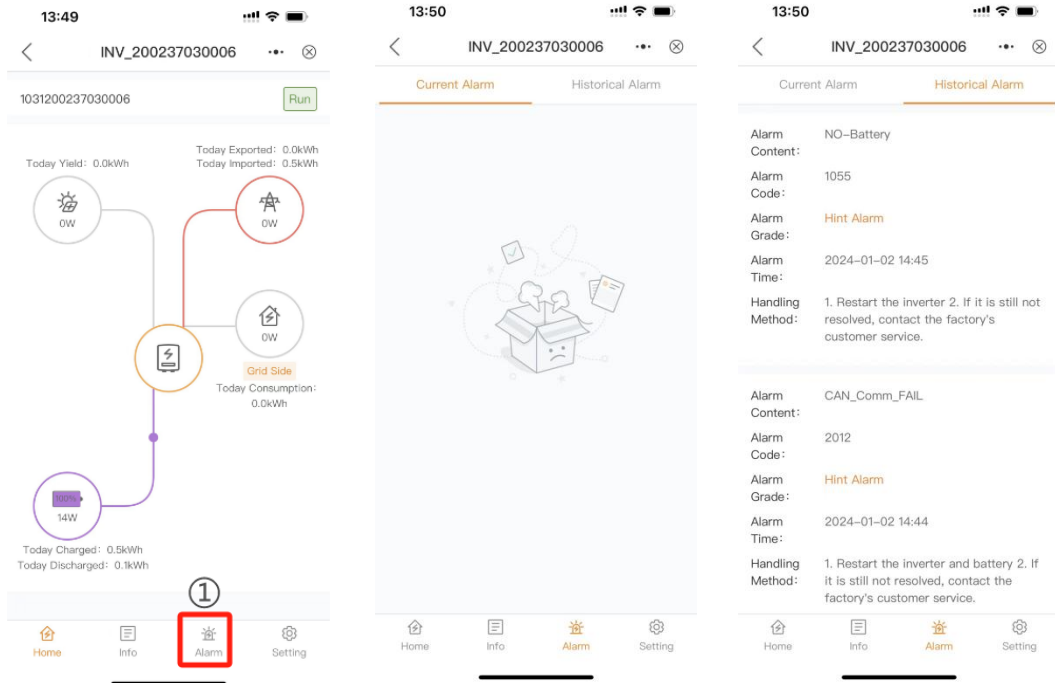 13:49
INV_200237030006
1031200237030006
Run
Today Exported: 0.0kWh
Today Yield: 0.0kWh
Today Imported: 0.5kWh
0W
0W
0W
Grid Side
Today Consumption:
0.0kWh
100%
14W
Today Charged: 0.5kWh
Today Discharged: 0.1kWh
①
Home
Info
Alarm
Setting
13:50
INV_200237030006
Current Alarm
Historical Alarm
Home
Info
Alarm
Setting
13:50
INV_200237030006
Current Alarm
Historical Alarm
Alarm Content: NO-Battery
Alarm Code: 1055
Alarm Grade: Hint Alarm
Alarm Time: 2024-01-02 14:45
Handling Method: 1. Restart the inverter 2. If it is still not
resolved, contact the factory's
customer service.
Alarm Content: CAN_Comm_FAIL
Alarm Code: 2012
Alarm Grade: Hint Alarm
Alarm Time: 2024-01-02 14:44
Handling Method: 1. Restart the inverter and battery 2. If
it is still not resolved, contact the
factory's customer service.
Home
Info
Alarm
Setting